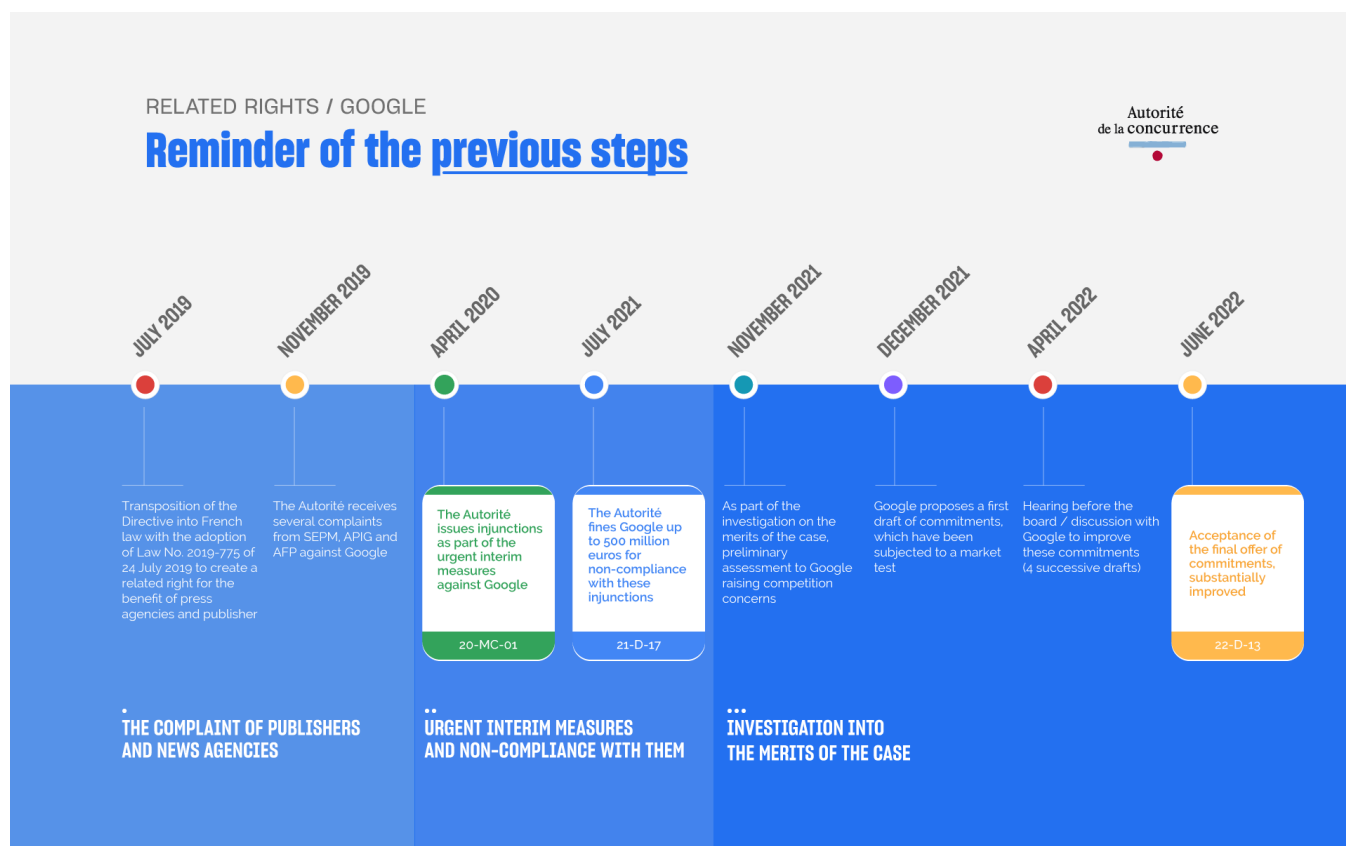 RELATED RIGHTS / GOOGLE
Reminder of the previous steps
Autorité
de la concurrence
JULY 2019
NOVEMBER 2019
APRIL 2020
JULY 2021
NOVEMBER 2021
DECEMBER 2021
APRIL 2022
JUNE 2022
Transposition of the
Directive into French
law with the adoption
of Law No. 2019-775 of
24 July 2019 to create a
related right for the
benefit of press
agencies and publisher
The Autorité receives
several complaints
from SEPM, APIG and
AFP against Google
The Autorité
issues injunctions
as part of the
urgent interim
measures
against Google
20-MC-01
The Autorité
fines Google up
to 500 million
euros for
non-compliance
with these
injunctions
21-D-17
As part of the
investigation on the
merits of the case,
preliminary
assessment to Google
raising competition
concerns
Google proposes a first
draft of commitments,
which have been
subjected to a market
test
Hearing before the
board / discussion with
Google to improve
these commitments
(4 successive drafts)
Acceptance of
the final offer of
commitments,
substantially
improved
22-D-13
THE COMPLAINT OF PUBLISHERS
AND NEWS AGENCIES
URGENT INTERIM MEASURES
AND NON-COMPLIANCE WITH THEM
INVESTIGATION INTO
THE MERITS OF THE CASE